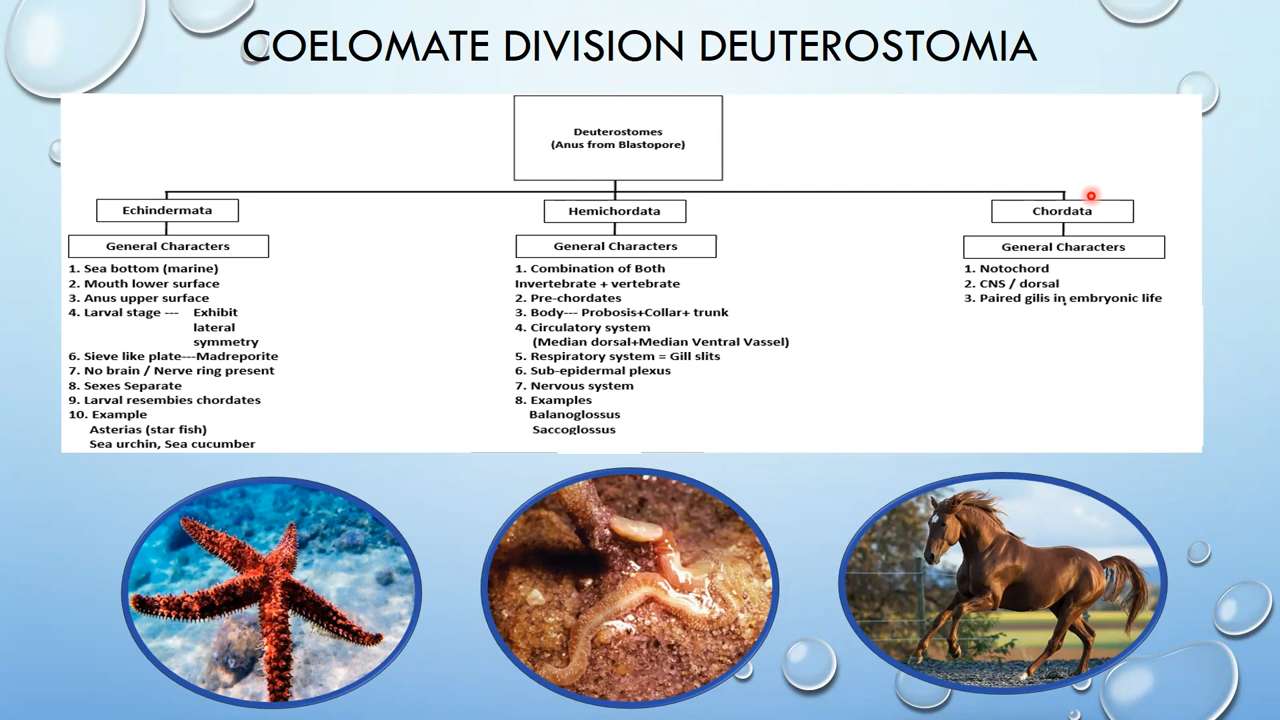 COELOMATE DIVISION DEUTEROSTOMIA
Deuterostomes
(Anus from Blastopore)
Echindermata
General Characters
1. Sea bottom (marine)
2. Mouth lower surface
3. Anus upper surface
4. Larval stage --- Exhibit
lateral
symmetry
6. Sieve like plate---Madreporite
7. No brain / Nerve ring present
8. Sexes Separate
9. Larval resembies chordates
10. Example
Asterias (star fish)
Sea urchin, Sea cucumber
Hemichordata
General Characters
1. Combination of Both
Invertebrate + vertebrate
2. Pre-chordates
3. Body--- Probosis+Collar+ trunk
4. Circulatory system
(Median dorsal+Median Ventral Vassel)
5. Respiratory system = Gill slits
6. Sub-epidermal plexus
7. Nervous system
8. Examples
Balanoglossus
Saccoglossus
Chordata
General Characters
1. Notochord
2. CNS / dorsal
3. Paired gilis in embryonic life